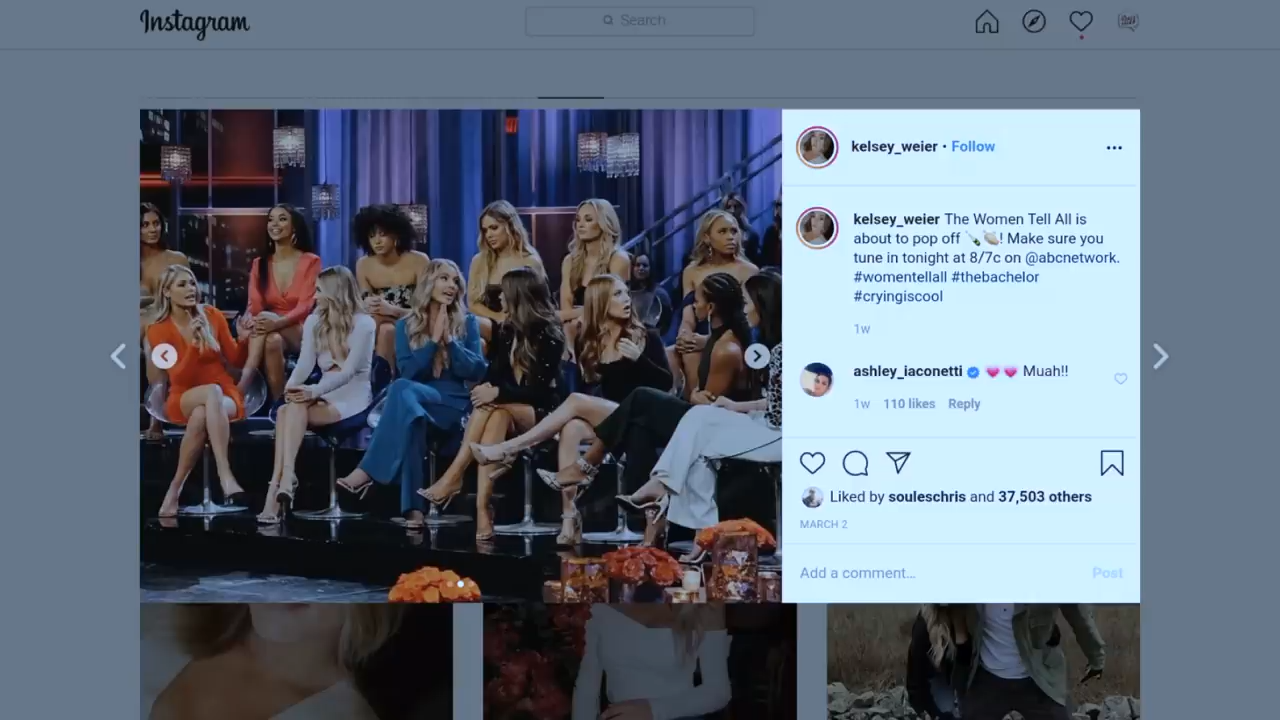 Instagram
Search
kelsey_weier • Follow
kelsey_weier The Women Tell All is
about to pop off 🍾👏🏻! Make sure you
tune in tonight at 8/7c on @abcnetwork.
#womentellall #thebachelor
#cryingiscool
1w
ashley_iaconetti 💗💗 Muah!!
1w 110 likes Reply
Liked by souleschris and 37,503 others
MARCH 2
Add a comment… Post